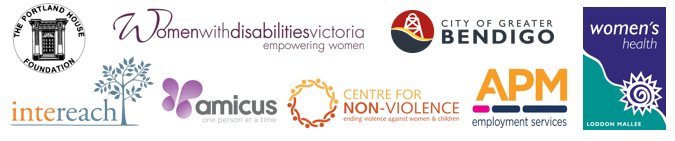 THE PORTLAND HOUSE
FOUNDATION
Womenwithdisabilitiesvictoria
empowering women
CITY OF GREATER
BENDIGO
women's
health
LODDON MALLEE
intereach
amicus
one person at a time
CENTRE FOR
NON-VIOLENCE
ending violence against women & children
APM
employment services